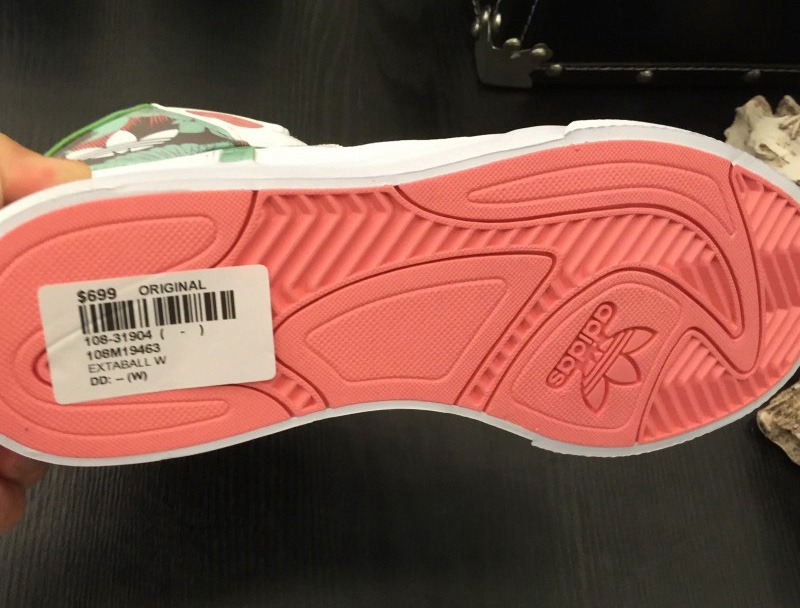 $699 ORIGINAL
108-31904 ( - )
108M19463
EXTABALL W
DD: -- (W)
adidas